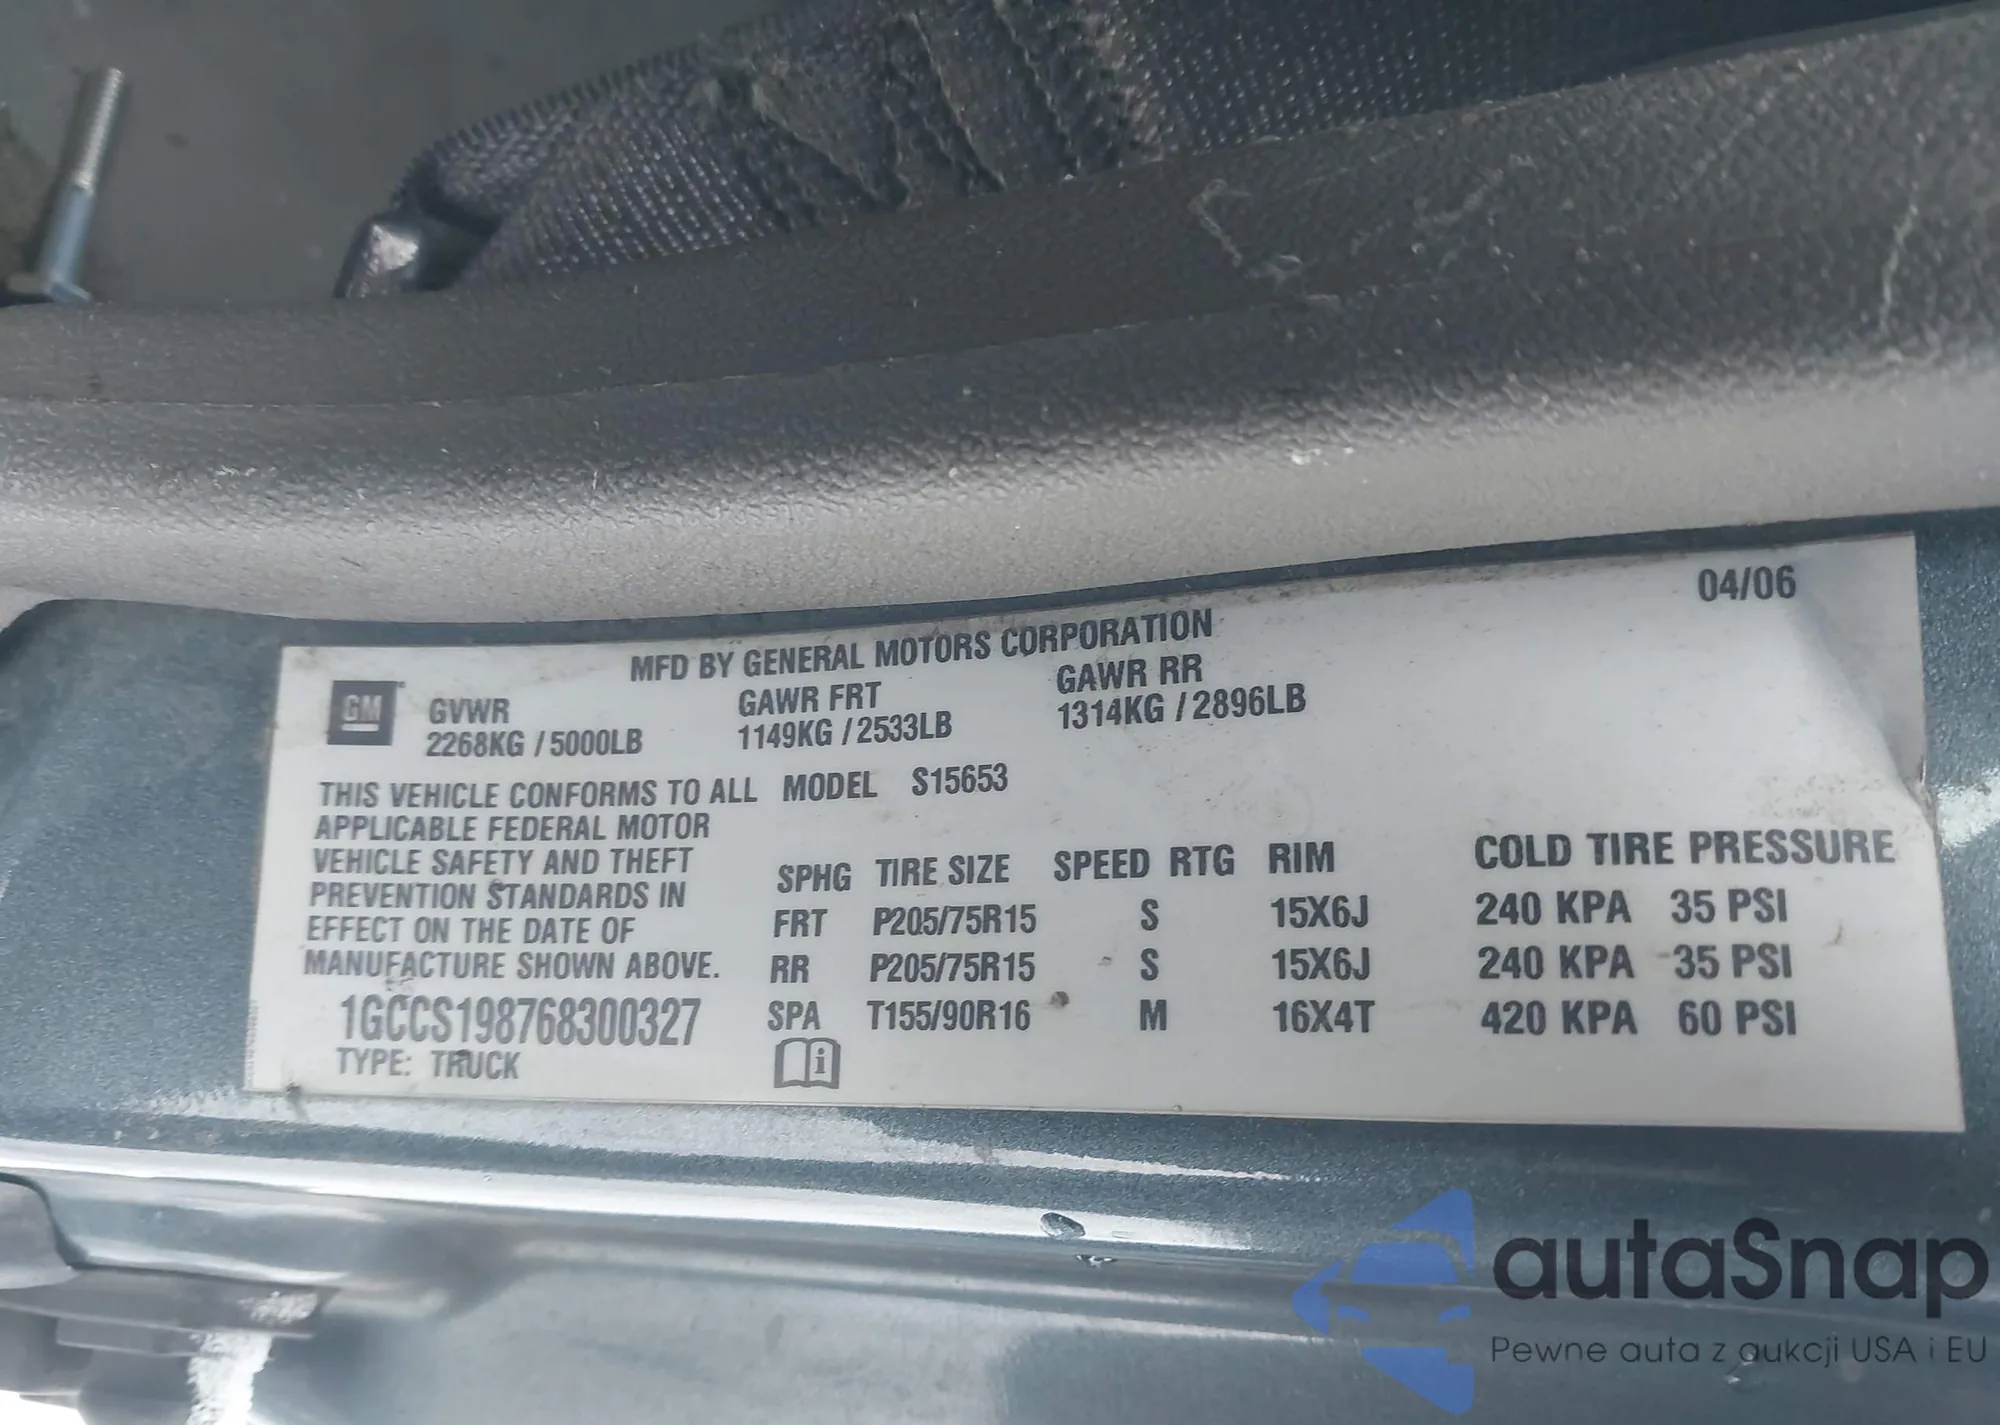 04/06
MFD BY GENERAL MOTORS CORPORATION
GM GVWR GAWR FRT GAWR RR
2268KG / 5000LB 1149KG / 2533LB 1314KG / 2896LB
THIS VEHICLE CONFORMS TO ALL MODEL S15653
APPLICABLE FEDERAL MOTOR
VEHICLE SAFETY AND THEFT
PREVENTION STANDARDS IN
EFFECT ON THE DATE OF
MANUFACTURE SHOWN ABOVE.
1GCCS198768300327
TYPE: TRUCK
SPHG TIRE SIZE SPEED RTG RIM COLD TIRE PRESSURE
FRT P205/75R15 S 15X6J 240 KPA 35 PSI
RR P205/75R15 S 15X6J 240 KPA 35 PSI
SPA T155/90R16 M 16X4T 420 KPA 60 PSI
i
autaSnap
Pewne auta z aukcji USA i EU